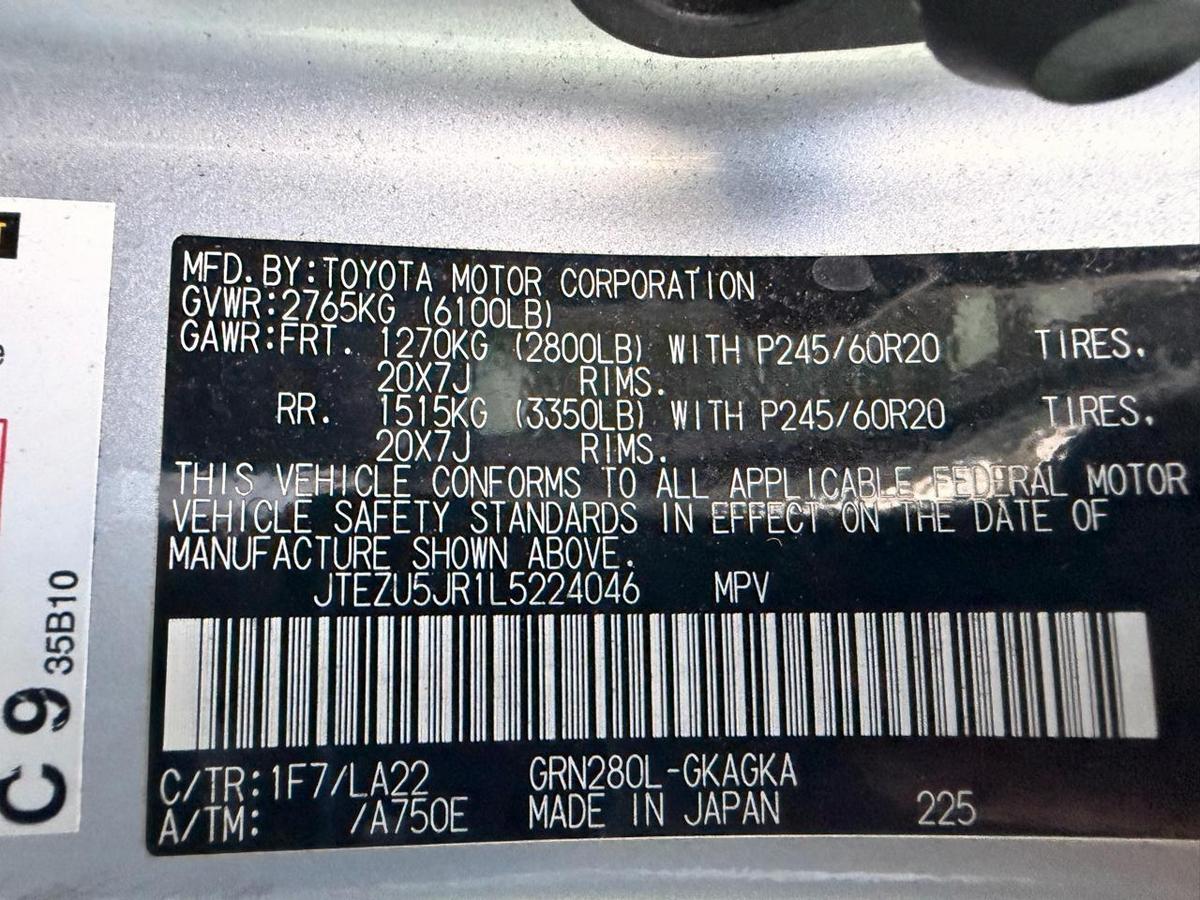 MFD. BY:TOYOTA MOTOR CORPORATION
GVWR:2765KG (6100LB)
GAWR:FRT. 1270KG (2800LB) WITH P245/60R20 TIRES.
20X7J RIMS.
RR. 1515KG (3350LB) WITH P245/60R20 TIRES.
20X7J RIMS.
THIS VEHICLE CONFORMS TO ALL APPLICABLE FEDERAL MOTOR
VEHICLE SAFETY STANDARDS IN EFFECT ON THE DATE OF
MANUFACTURE SHOWN ABOVE.
JTEZU5JR1L5224046 MPV
C/TR:1F7/LA22 GRN280L-GKAGKA
A/TM: /A750E MADE IN JAPAN 225
C 9 35B10